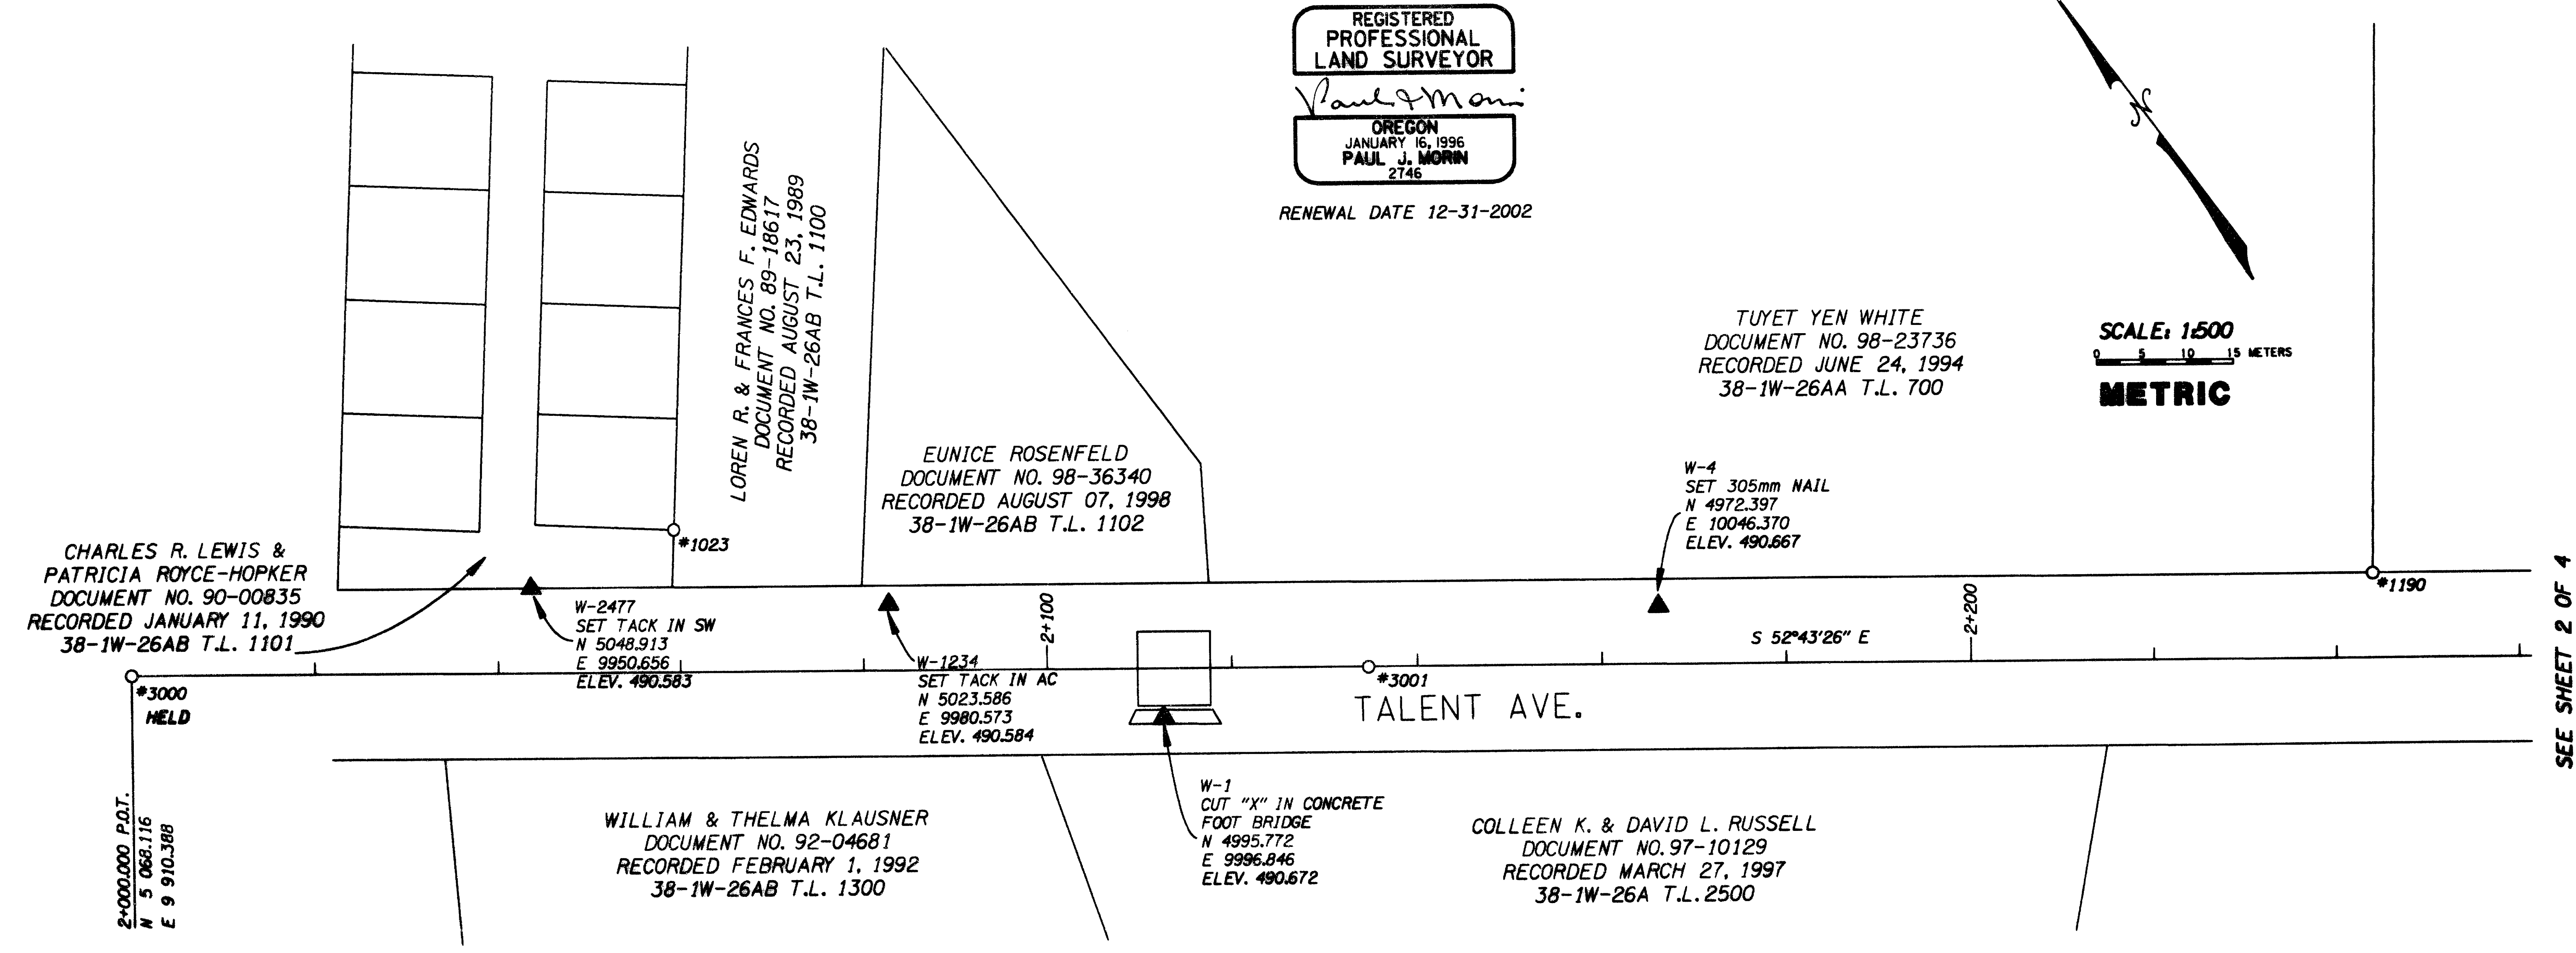 REGISTERED
PROFESSIONAL
LAND SURVEYOR
Paul J Morin
OREGON
JANUARY 16, 1996
PAUL J. MORIN
2746
RENEWAL DATE 12-31-2002
N
LOREN R. & FRANCES F. EDWARDS
DOCUMENT NO. 89-18617
RECORDED AUGUST 23, 1989
38-1W-26AB T.L. 1100
TUYET YEN WHITE
DOCUMENT NO. 98-23736
RECORDED JUNE 24, 1994
38-1W-26AA T.L. 700
SCALE: 1:500
0 5 10 15 METERS
METRIC
EUNICE ROSENFELD
DOCUMENT NO. 98-36340
RECORDED AUGUST 07, 1998
38-1W-26AB T.L. 1102
W-4
SET 305mm NAIL
N 4972.397
E 10046.370
ELEV. 490.667
#1023
CHARLES R. LEWIS &
PATRICIA ROYCE-HOPKER
DOCUMENT NO. 90-00835
RECORDED JANUARY 11, 1990
38-1W-26AB T.L. 1101
#1190
W-2477
SET TACK IN SW
N 5048.913
E 9950.656
ELEV. 490.583
2+100
2+200
S 52°43'26" E
W-1234
SET TACK IN AC
N 5023.586
E 9980.573
ELEV. 490.584
#3000
HELD
#3001
TALENT AVE.
SEE SHEET 2 OF 4
2+000.000 P.O.T.
N 5 068.116
E 9 910.388
W-1
CUT "X" IN CONCRETE
FOOT BRIDGE
N 4995.772
E 9996.846
ELEV. 490.672
WILLIAM & THELMA KLAUSNER
DOCUMENT NO. 92-04681
RECORDED FEBRUARY 1, 1992
38-1W-26AB T.L. 1300
COLLEEN K. & DAVID L. RUSSELL
DOCUMENT NO. 97-10129
RECORDED MARCH 27, 1997
38-1W-26A T.L. 2500